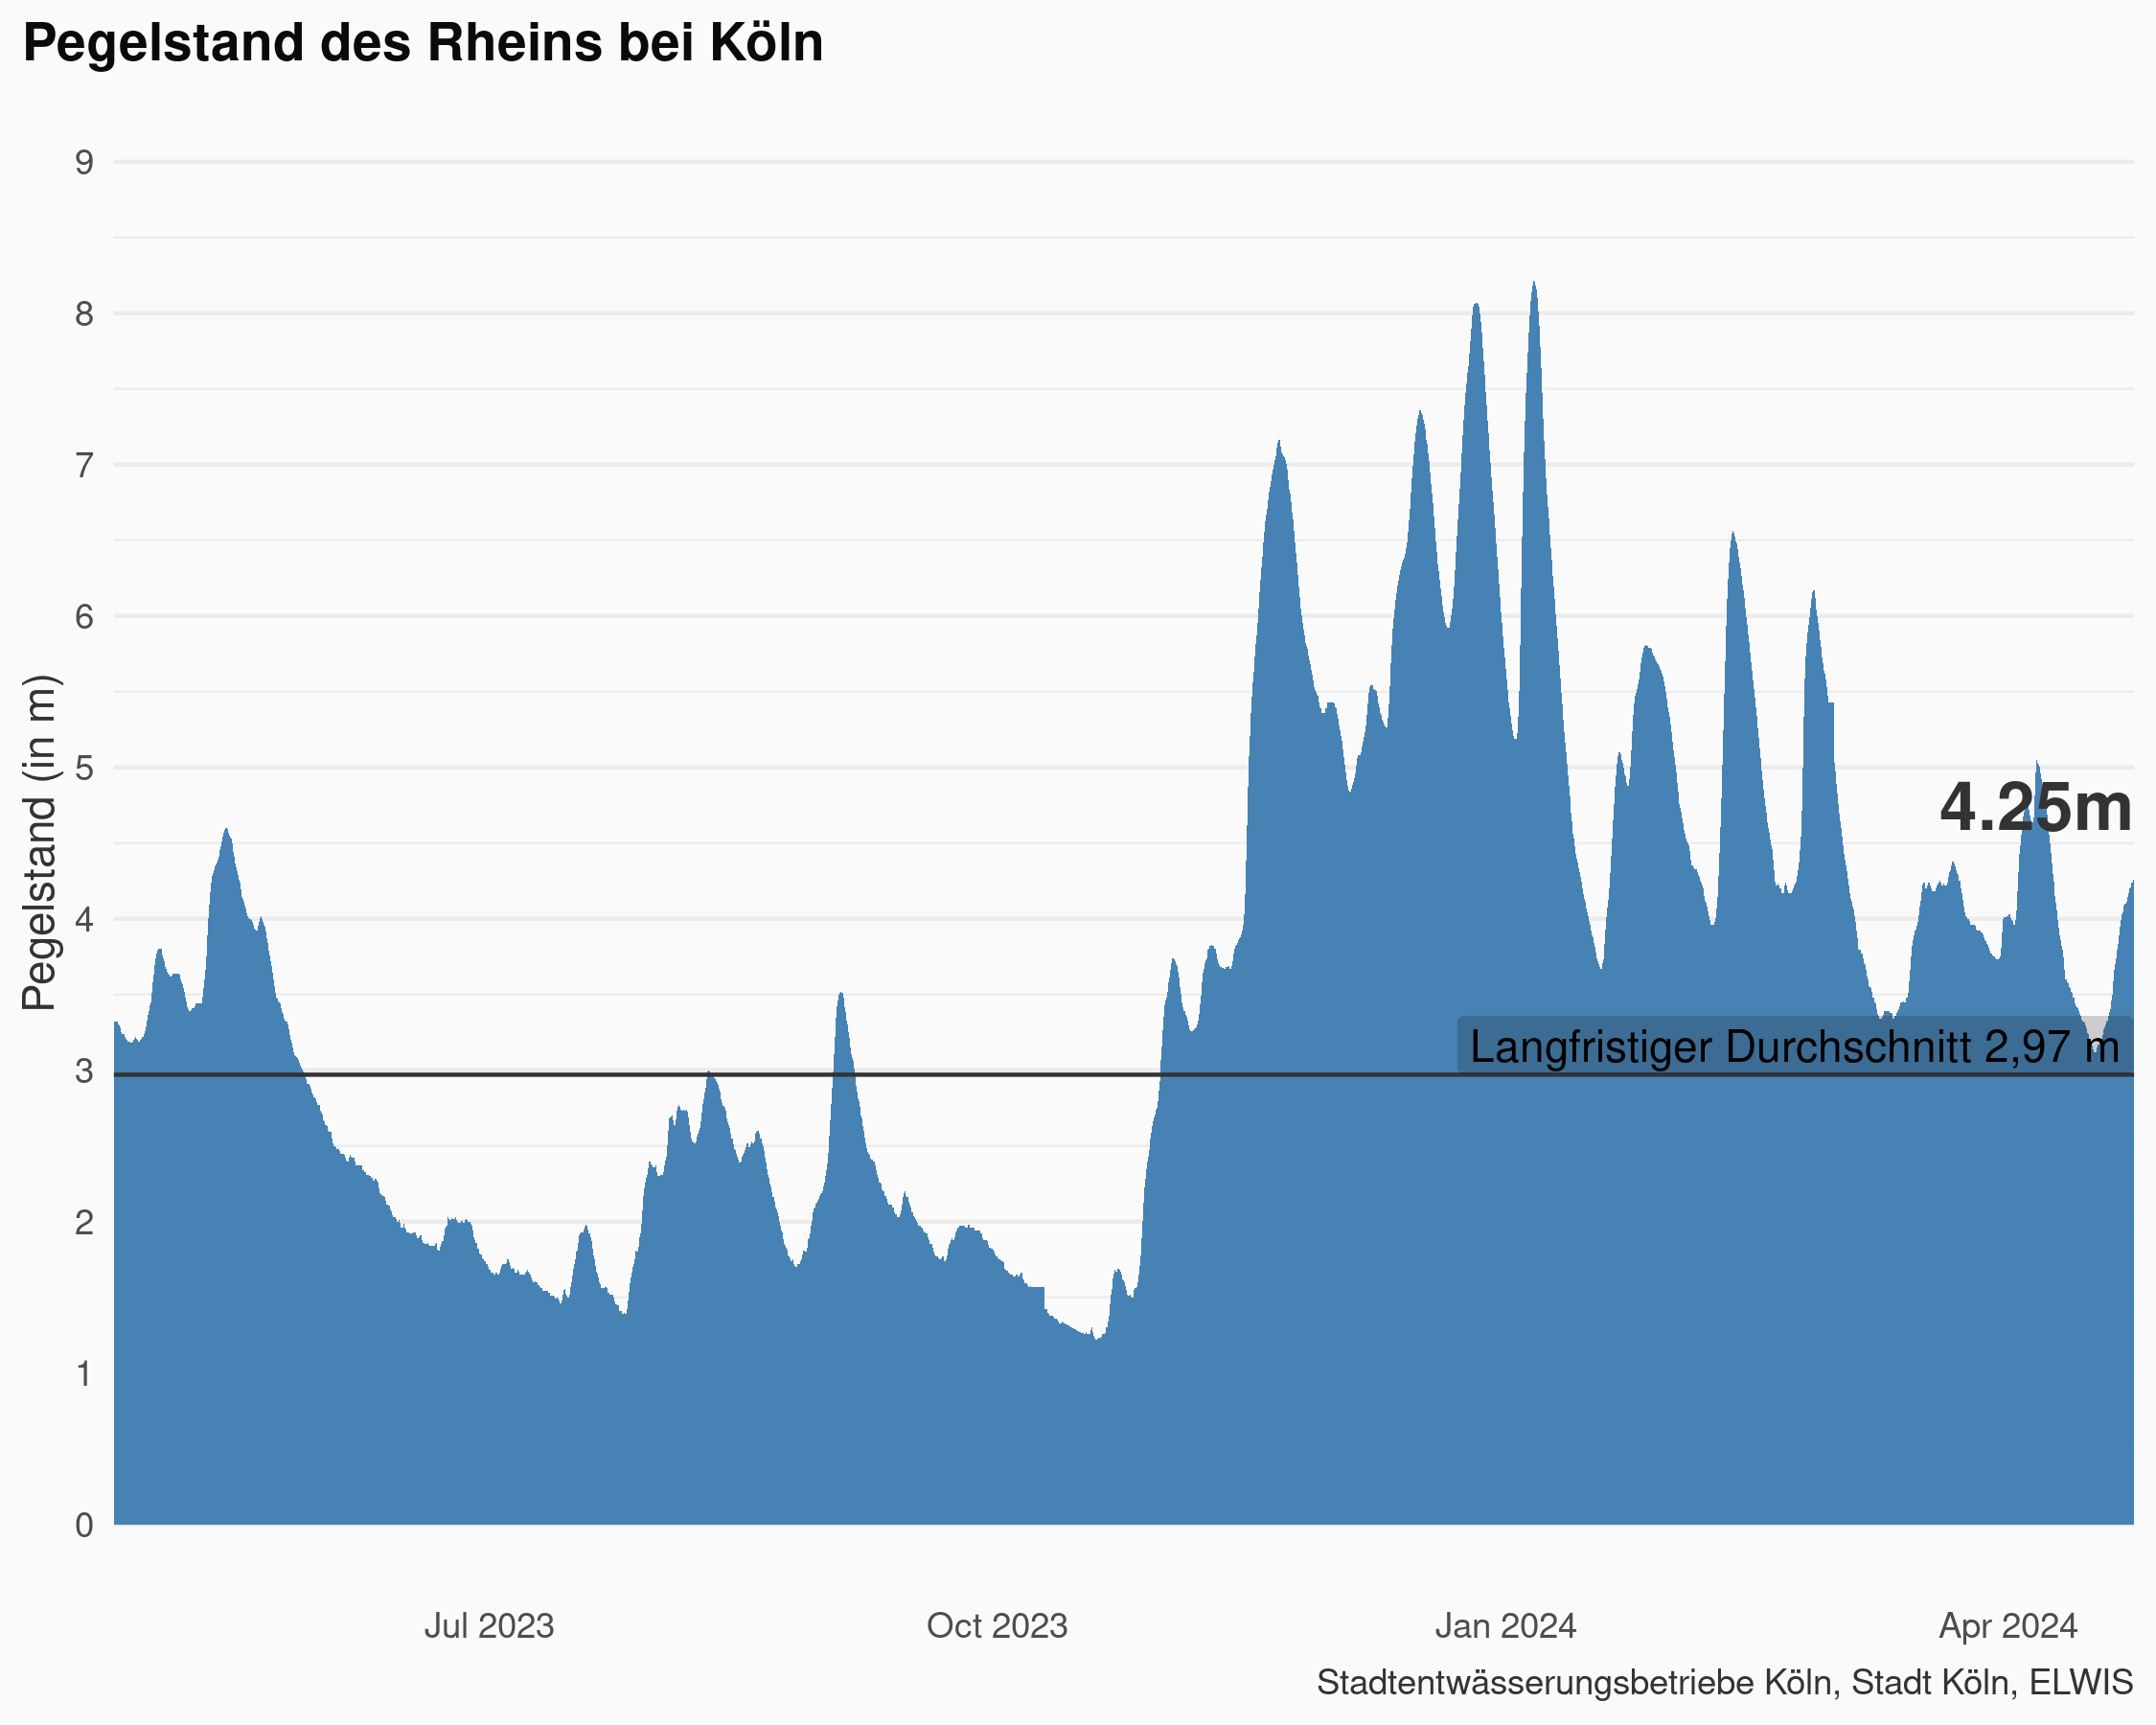 Pegelstand des Rheins bei Köln
Pegelstand (in m)
9
8
7
6
5
4
3
2
1
0
4.25m
Langfristiger Durchschnitt 2,97 m
Jul 2023
Oct 2023
Jan 2024
Apr 2024
Stadtentwässerungsbetriebe Köln, Stadt Köln, ELWIS